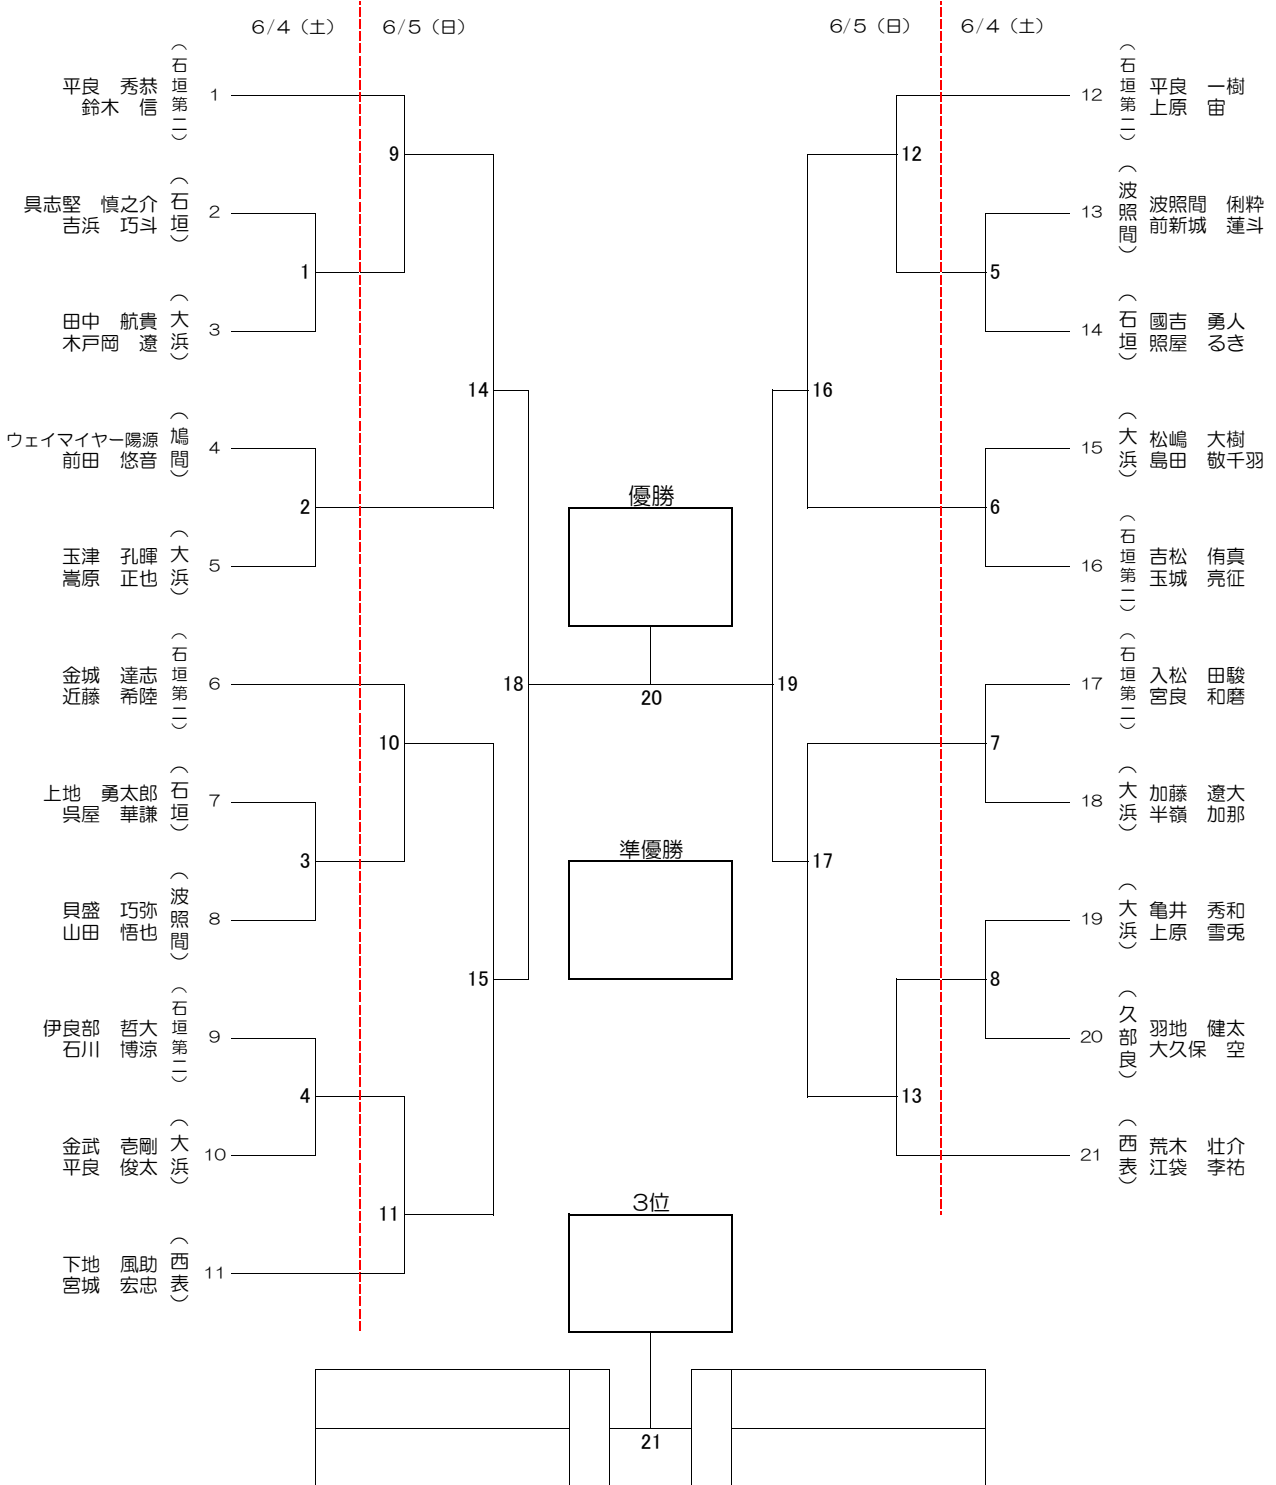 6/4（土）
6/5（日）
6/5（日）
6/4（土）
平良　秀恭
鈴木　信
（石垣第二）
1
具志堅　慎之介
吉浜　巧斗
（石垣）
2
田中　航貴
木戸岡　遼
（大浜）
3
ウェイマイヤー陽源
前田　悠音
（鳩間）
4
玉津　孔暉
嵩原　正也
（大浜）
5
金城　達志
近藤　希陸
（石垣第二）
6
上地　勇太郎
呉屋　華謙
（石垣）
7
貝盛　巧弥
山田　悟也
（波照間）
8
伊良部　哲大
石川　博涼
（石垣第二）
9
金武　壱剛
平良　俊太
（大浜）
10
下地　風助
宮城　宏忠
（西表）
11
1
2
3
4
9
10
11
14
15
18
優勝
20
準優勝
3位
21
19
16
17
12
13
5
6
7
8
12
（石垣第二）
平良　一樹
上原　宙
13
（波照間）
波照間　俐粋
前新城　蓮斗
14
（石垣）
國吉　勇人
照屋　るき
15
（大浜）
松嶋　大樹
島田　敬千羽
16
（石垣第二）
吉松　侑真
玉城　亮征
17
（石垣第二）
入松　田駿
宮良　和磨
18
（大浜）
加藤　遼大
半嶺　加那
19
（大浜）
亀井　秀和
上原　雪兎
20
（久部良）
羽地　健太
大久保　空
21
（西表）
荒木　壮介
江袋　李祐